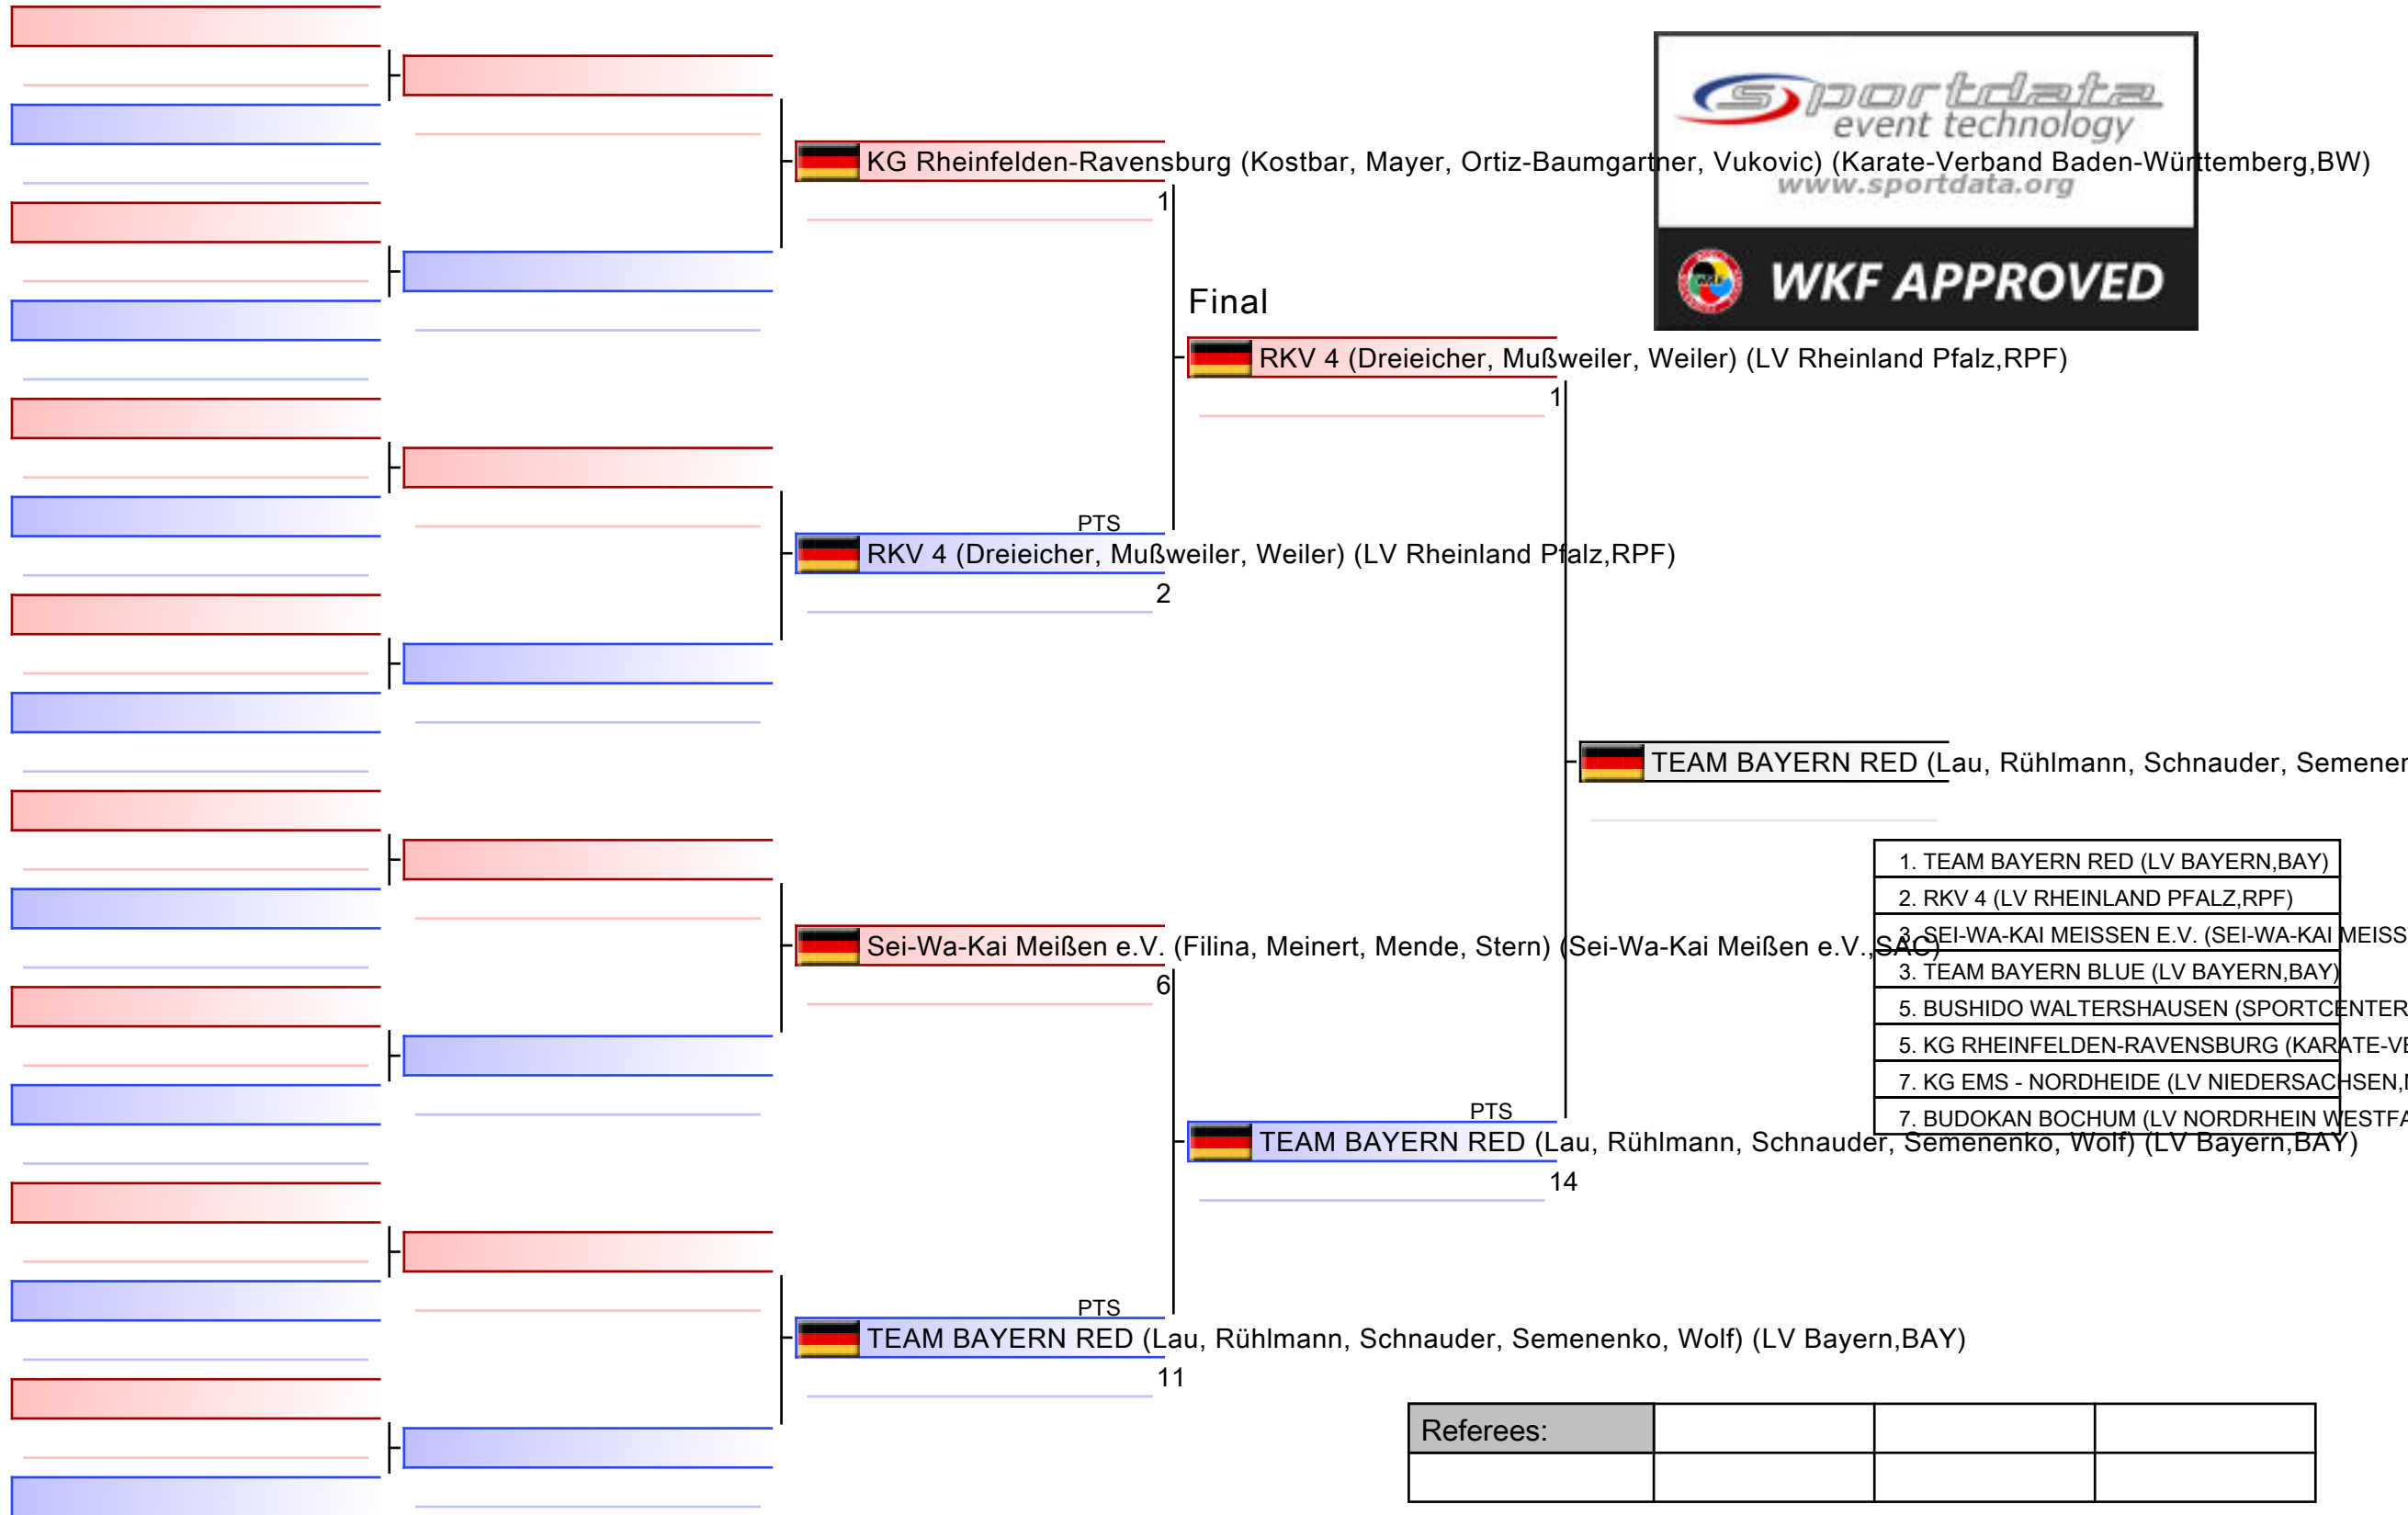 sportdata
event technology
www.sportdata.org
WKF APPROVED
KG Rheinfelden-Ravensburg (Kostbar, Mayer, Ortiz-Baumgartner, Vukovic) (Karate-Verband Baden-Württemberg,BW)
1
Final
RKV 4 (Dreieicher, Mußweiler, Weiler) (LV Rheinland Pfalz,RPF)
1
PTS
RKV 4 (Dreieicher, Mußweiler, Weiler) (LV Rheinland Pfalz,RPF)
2
TEAM BAYERN RED (Lau, Rühlmann, Schnauder, Semenen
1. TEAM BAYERN RED (LV BAYERN,BAY)
2. RKV 4 (LV RHEINLAND PFALZ,RPF)
3. SEI-WA-KAI MEISSEN E.V. (SEI-WA-KAI MEISS
3. TEAM BAYERN BLUE (LV BAYERN,BAY)
5. BUSHIDO WALTERSHAUSEN (SPORTCENTER
5. KG RHEINFELDEN-RAVENSBURG (KARATE-VE
7. KG EMS - NORDHEIDE (LV NIEDERSACHSEN,
7. BUDOKAN BOCHUM (LV NORDRHEIN WESTFA
Sei-Wa-Kai Meißen e.V. (Filina, Meinert, Mende, Stern) (Sei-Wa-Kai Meißen e.V.,SAC)
6
PTS
TEAM BAYERN RED (Lau, Rühlmann, Schnauder, Semenenko, Wolf) (LV Bayern,BAY)
14
PTS
TEAM BAYERN RED (Lau, Rühlmann, Schnauder, Semenenko, Wolf) (LV Bayern,BAY)
11
Referees: